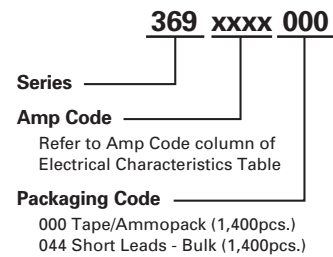 369 xxxx 000
Series
Amp Code
Refer to Amp Code column of
Electrical Characteristics Table
Packaging Code
000 Tape/Ammopack (1,400pcs.)
044 Short Leads - Bulk (1,400pcs.)